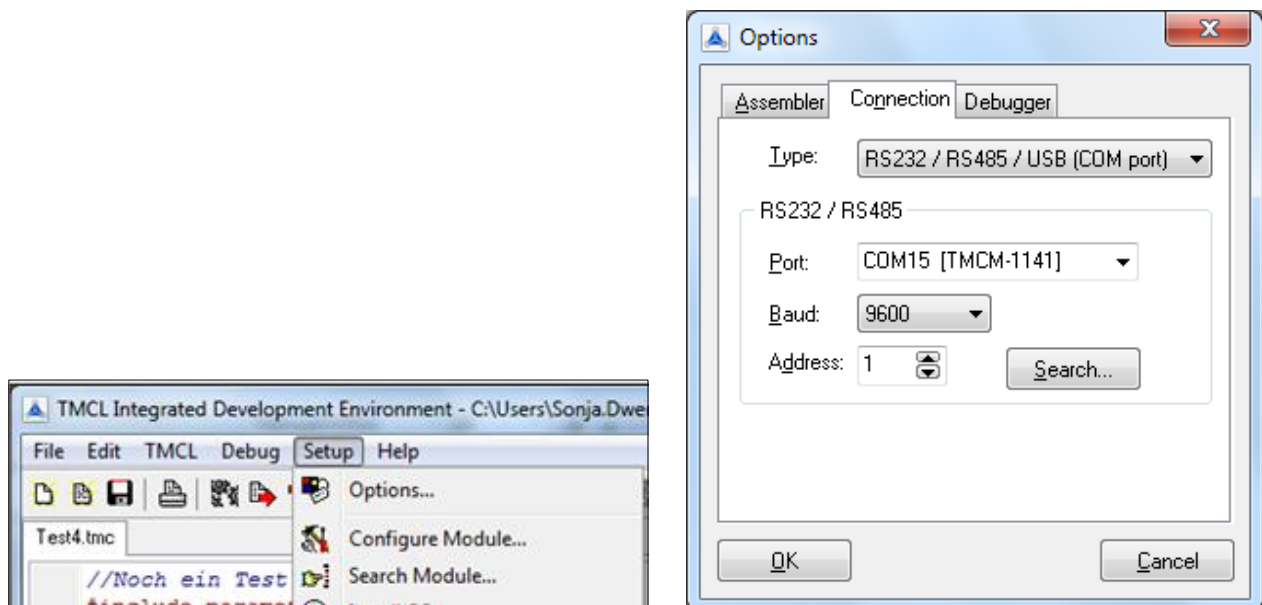 TMCL Integrated Development Environment - C:\Users\Sonja.Dwe
File Edit TMCL Debug Setup Help
Options...
Test4.tmc
Configure Module...
//Noch ein Test
Search Module...
Options
Assembler Connection Debugger
Type: RS232 / RS485 / USB (COM port)
RS232 / RS485
Port: COM15 [TMCM-1141]
Baud: 9600
Address: 1 Search...
OK Cancel